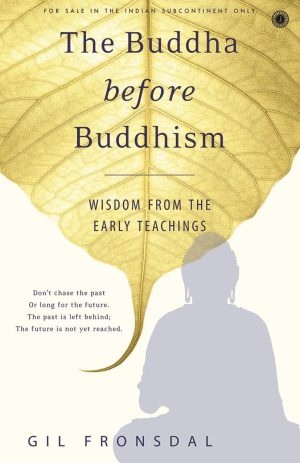 FOR SALE IN THE INDIAN SUBCONTINENT ONLY
The Buddha
before
Buddhism
WISDOM FROM THE
EARLY TEACHINGS
Don't chase the past
Or long for the future.
The past is left behind;
The future is not yet reached.
GIL FRONSDAL